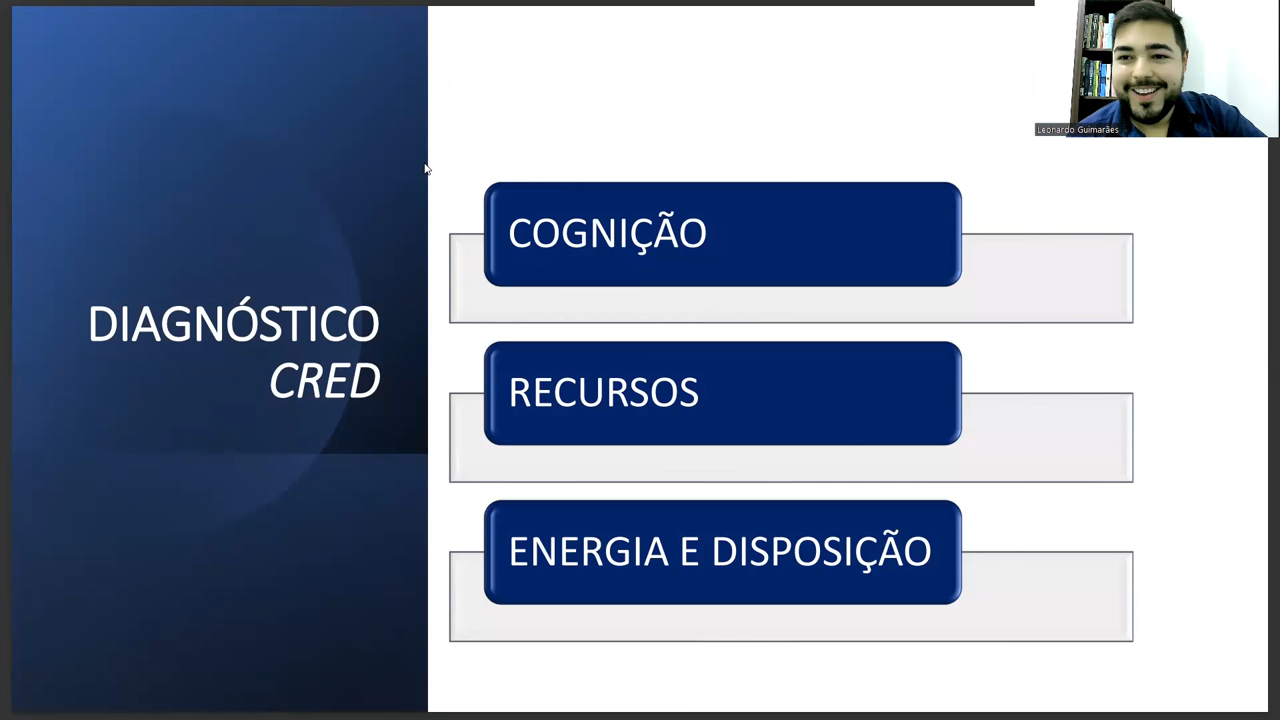 Leonardo Guimarães
DIAGNÓSTICO
CRED
COGNIÇÃO
RECURSOS
ENERGIA E DISPOSIÇÃO